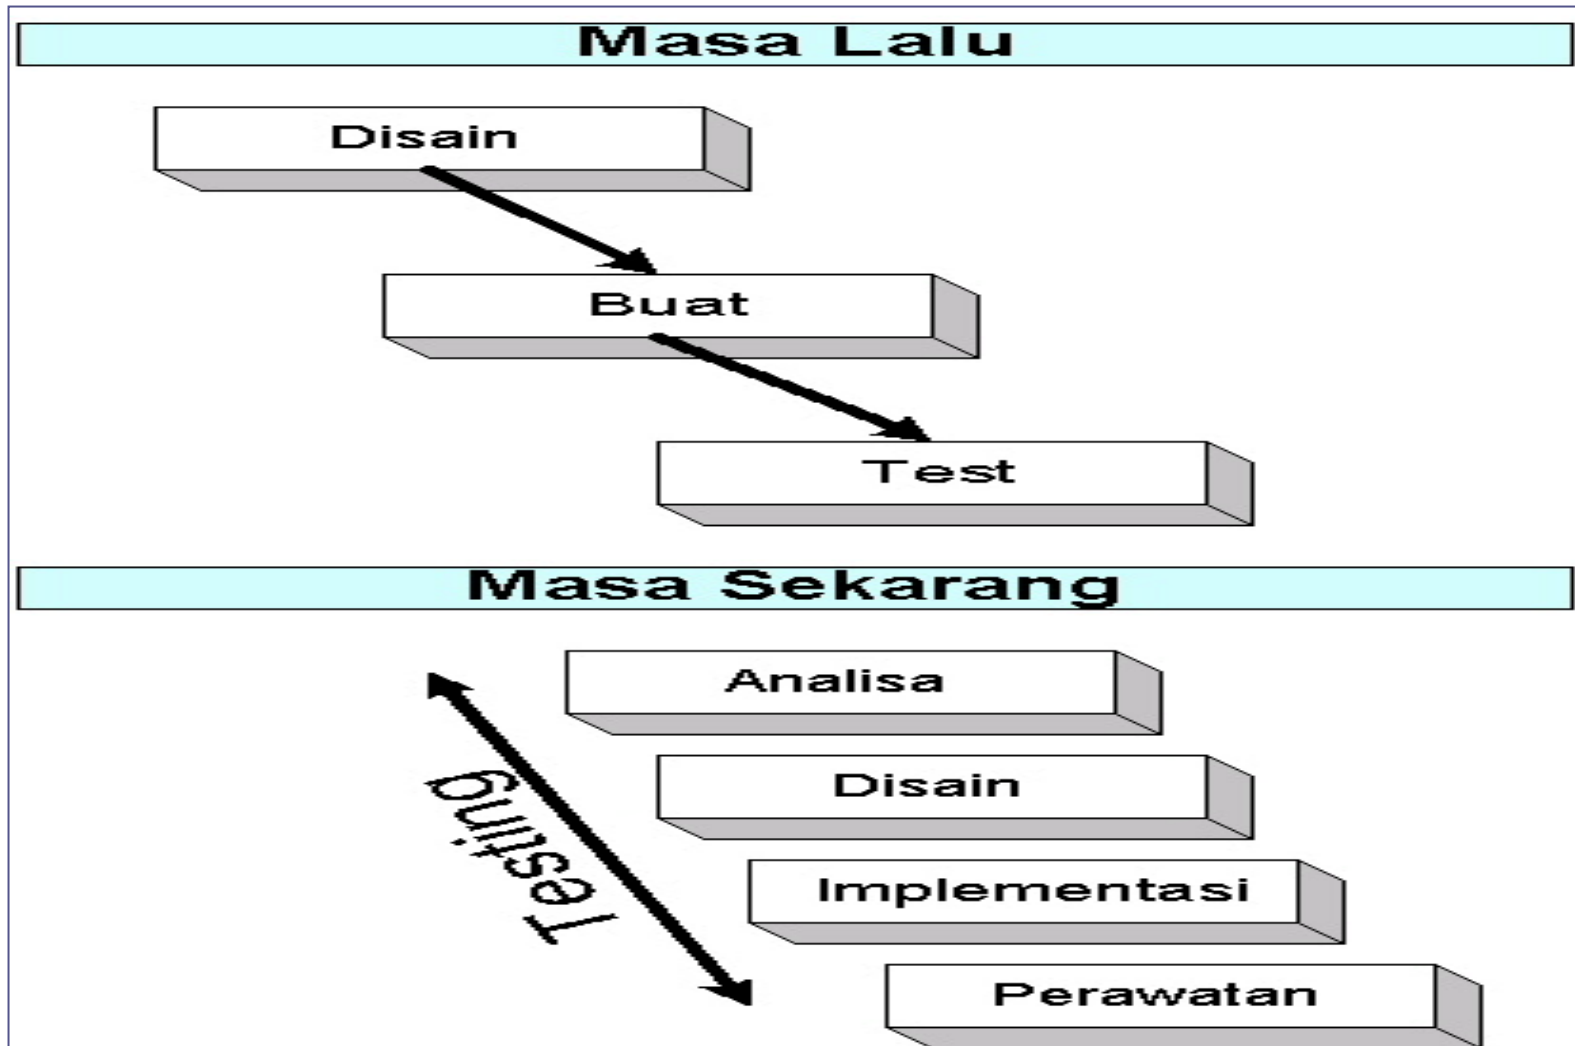 Masa Lalu
Disain
Buat
Test
Masa Sekarang
Analisa
Disain
Testing
Implementasi
Perawatan